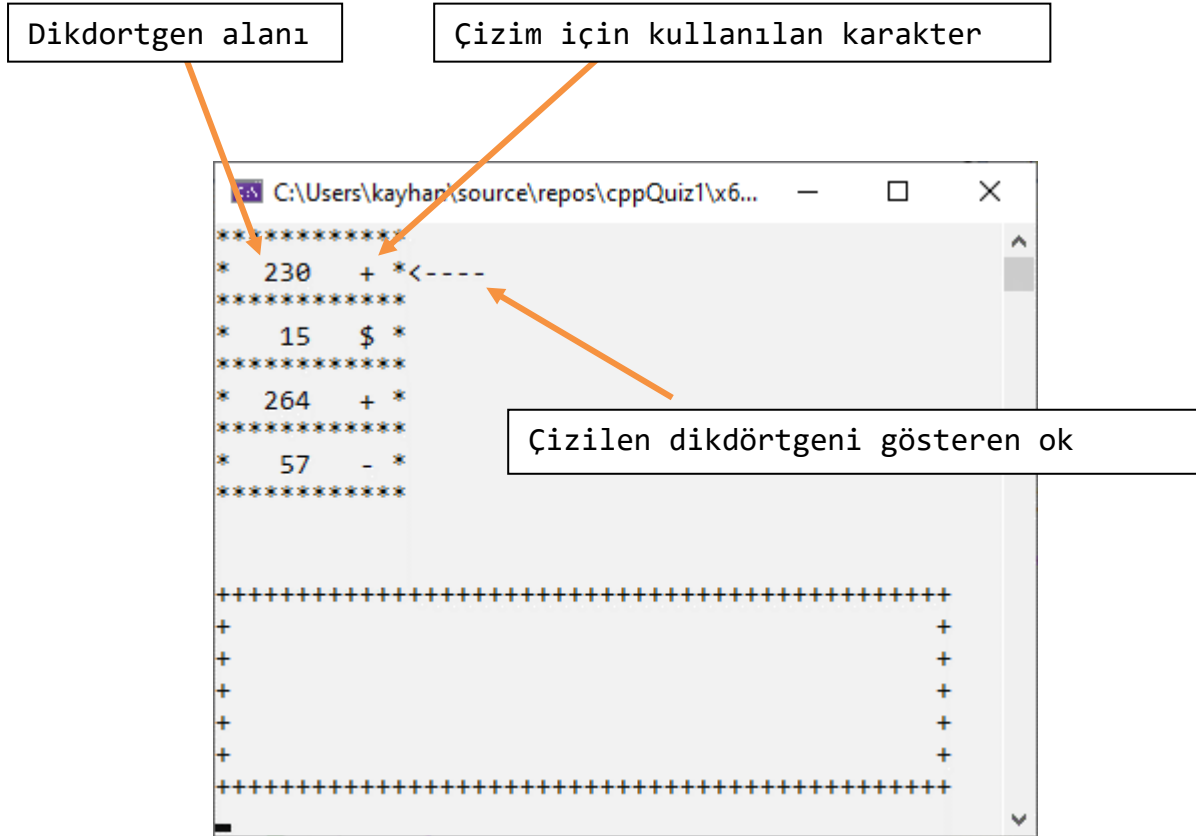 Dikdortgen alanı
Çizim için kullanılan karakter
C:\Users\kayhan\source\repos\cppQuiz1\x6...
************
*  230   + *<----
************
*   15   $ *
************
*  264   + *
************
*   57   - *
************
Çizilen dikdörtgeni gösteren ok
++++++++++++++++++++++++++++++++++++++++++++++
+                                            +
+                                            +
+                                            +
+                                            +
+                                            +
++++++++++++++++++++++++++++++++++++++++++++++